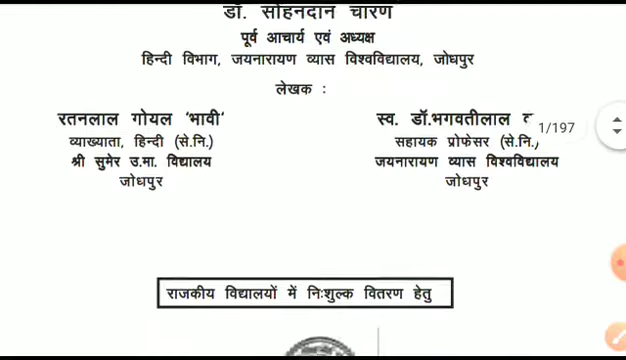 डॉ. सोहनदान चारण
पूर्व आचार्य एवं अध्यक्ष
हिन्दी विभाग, जयनारायण व्यास विश्वविद्यालय, जोधपुर
लेखक :
रतनलाल गोयल 'भावी'
व्याख्याता, हिन्दी (से.नि.)
श्री सुमेर उ.मा. विद्यालय
जोधपुर
स्व. डॉ.भगवतीलाल
सहायक प्रोफेसर (से.नि.)
जयनारायण व्यास विश्वविद्यालय
जोधपुर
1/197
राजकीय विद्यालयों में निःशुल्क वितरण हेतु